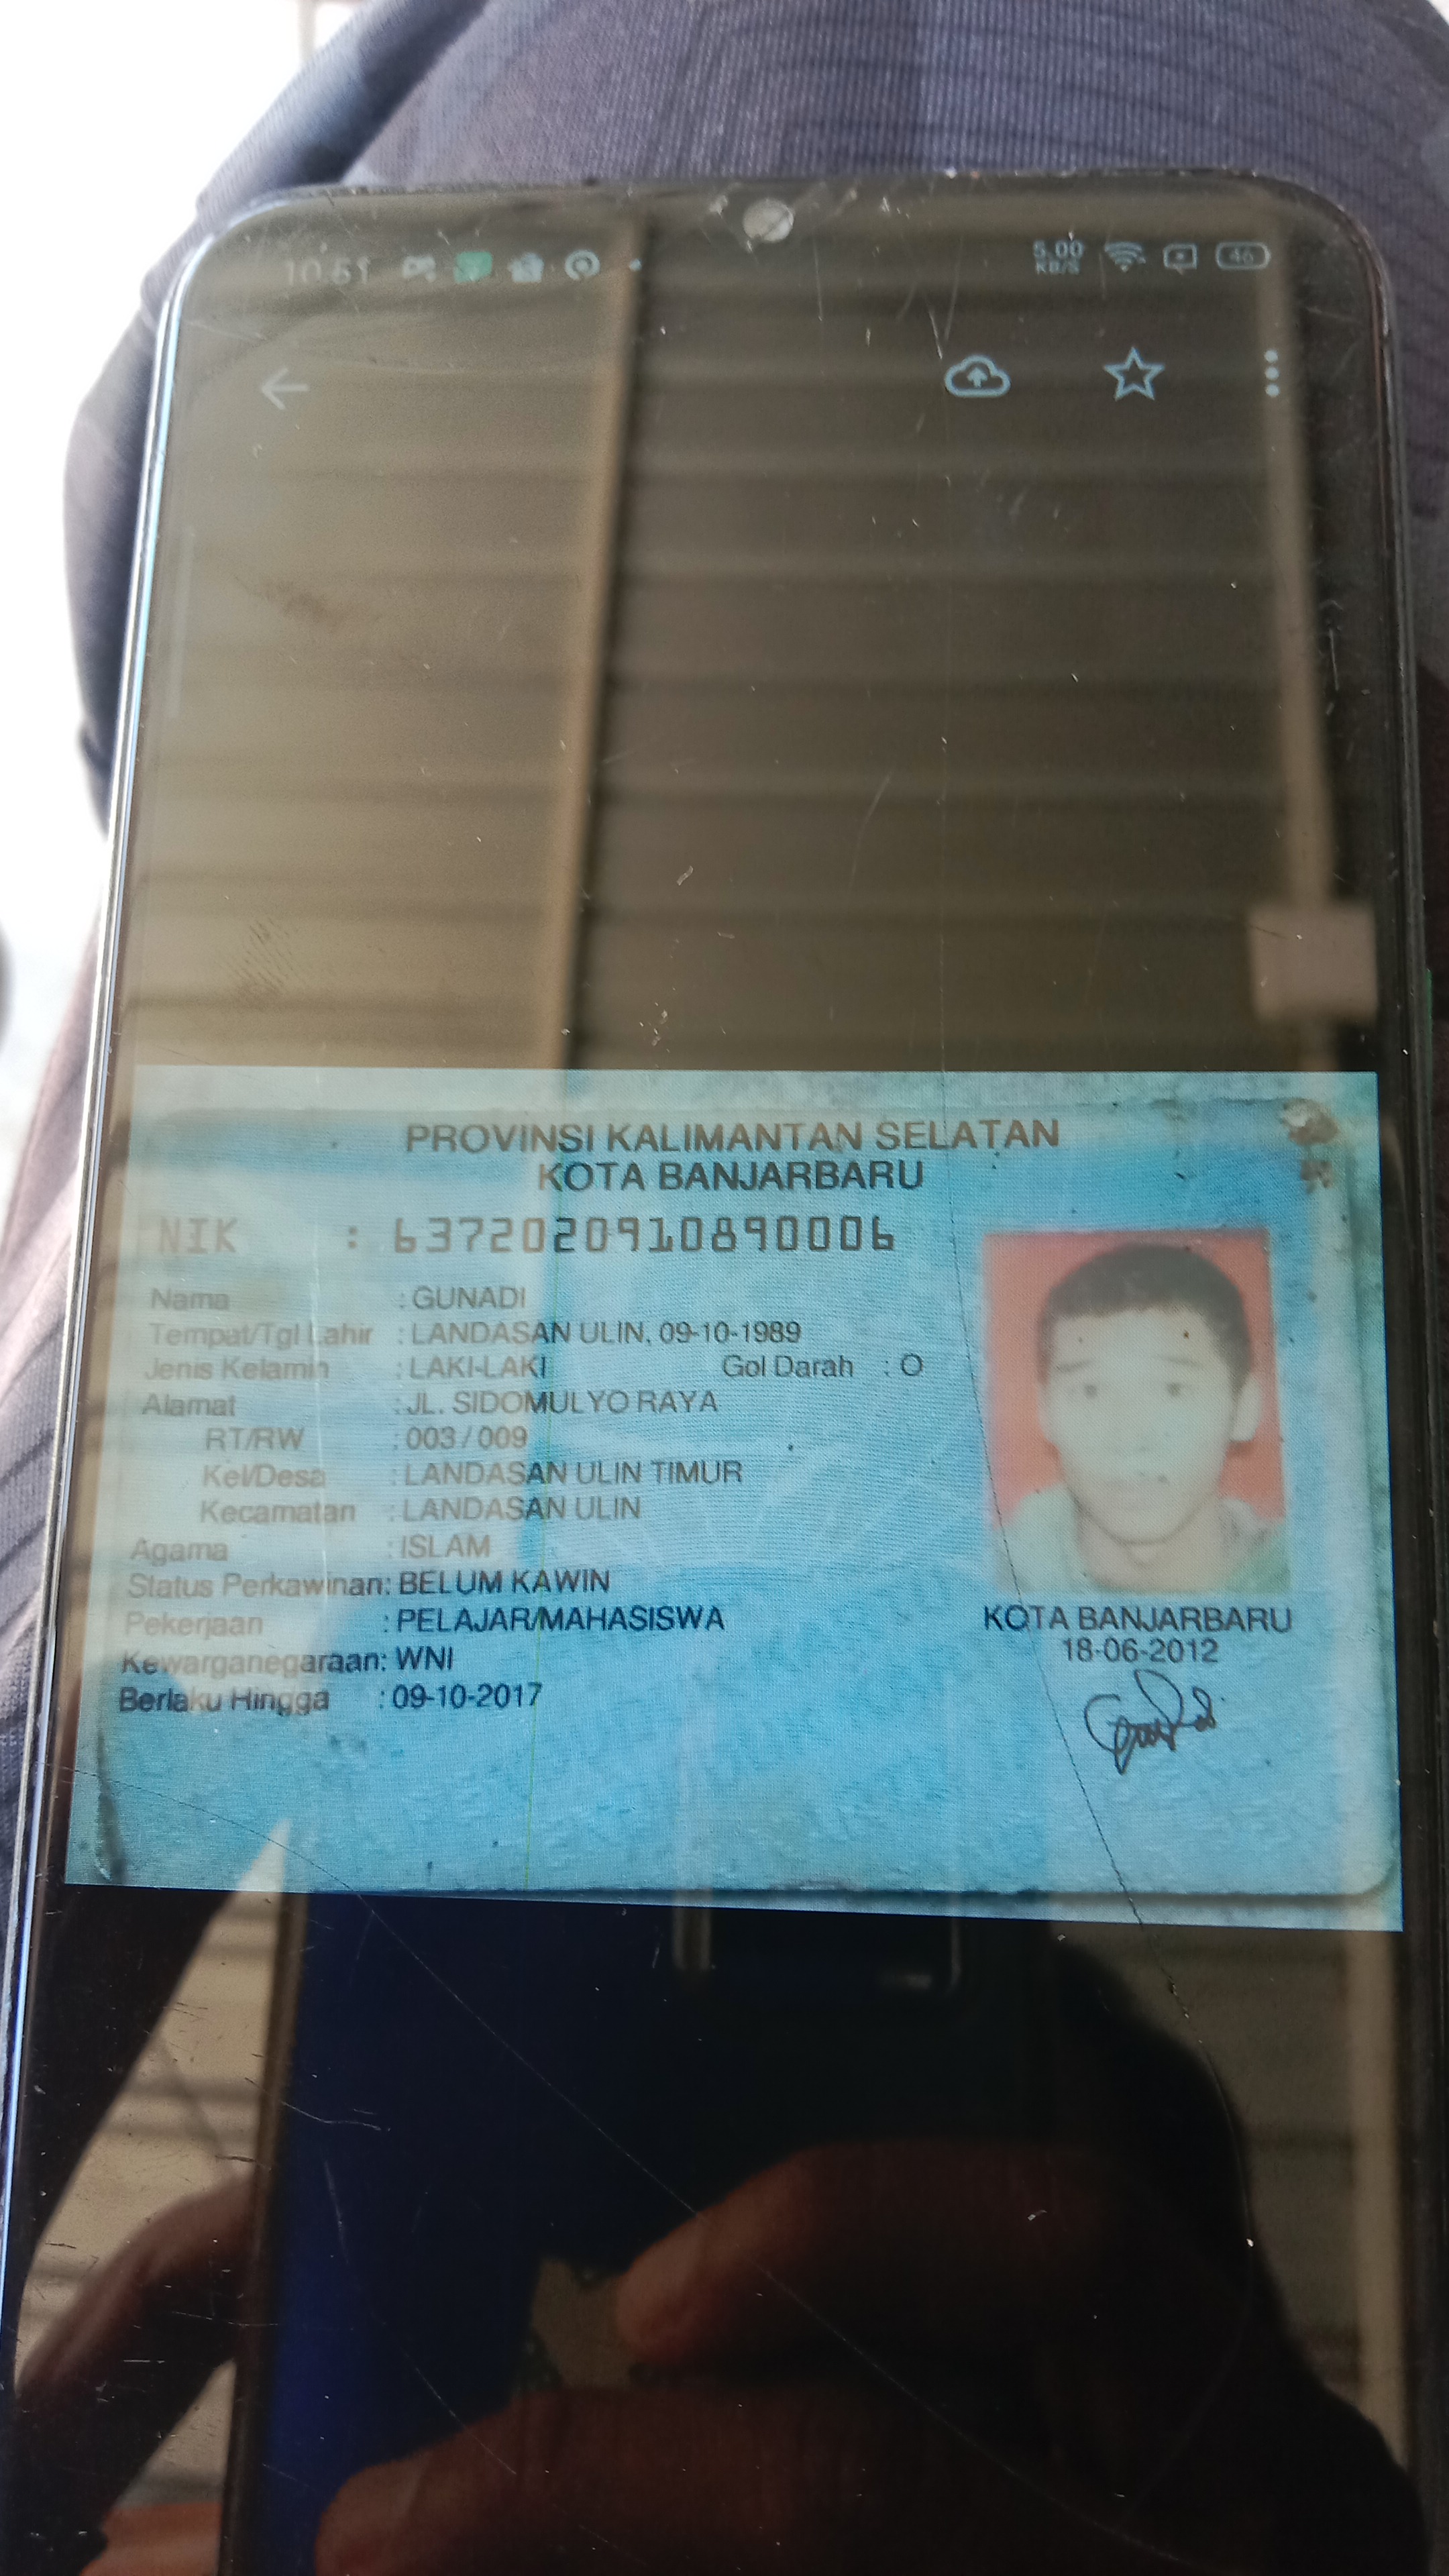 10.51
5.00
KB/S
46
PROVINSI KALIMANTAN SELATAN
KOTA BANJARBARU
NIK : 6372020910890006
Nama : GUNADI
Tempat/Tgl Lahir : LANDASAN ULIN, 09-10-1989
Jenis Kelamin : LAKI-LAKI Gol Darah : O
Alamat : JL. SIDOMULYO RAYA
RT/RW : 003 / 009
Kel/Desa : LANDASAN ULIN TIMUR
Kecamatan : LANDASAN ULIN
Agama : ISLAM
Status Perkawinan: BELUM KAWIN
Pekerjaan : PELAJAR/MAHASISWA
Kewarganegaraan: WNI
Berlaku Hingga : 09-10-2017
KOTA BANJARBARU
18-06-2012